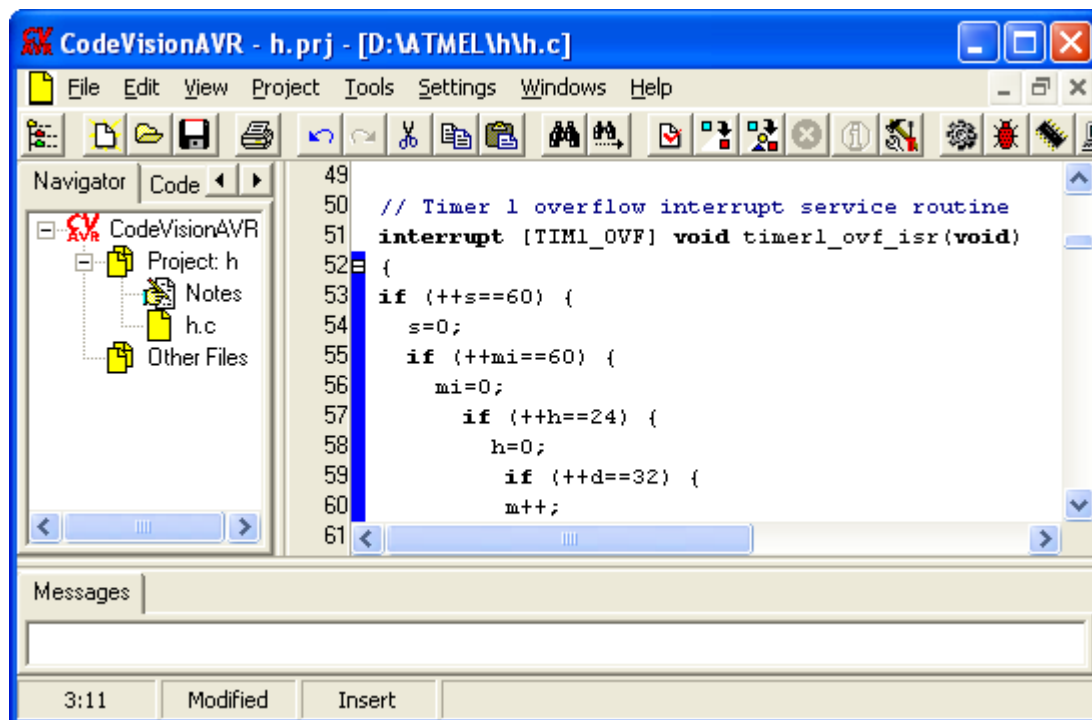 CodeVisionAVR - h.prj - [D:\ATMEL\h\h.c]
File Edit View Project Tools Settings Windows Help
Navigator Code
CodeVisionAVR
Project: h
Notes
h.c
Other Files
49
50 // Timer 1 overflow interrupt service routine
51 interrupt [TIM1_OVF] void timer1_ovf_isr(void)
52 {
53 if (++s==60) {
54 s=0;
55 if (++mi==60) {
56 mi=0;
57 if (++h==24) {
58 h=0;
59 if (++d==32) {
60 m++;
61
Messages
3:11 Modified Insert